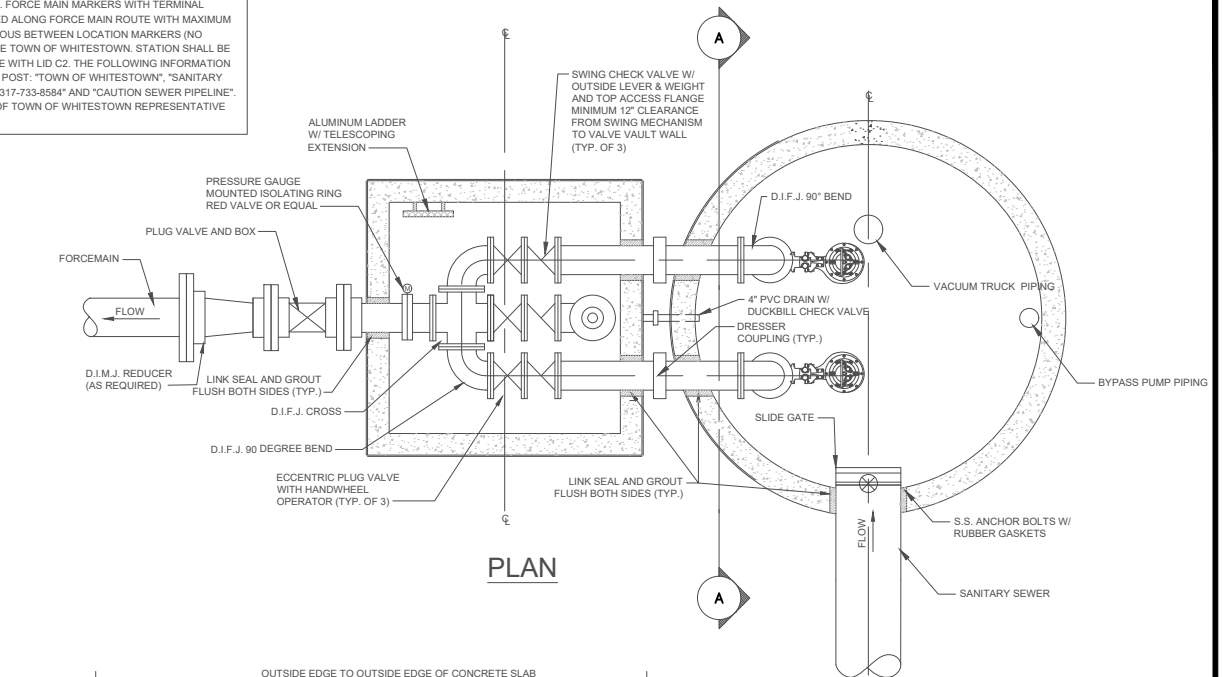 . FORCE MAIN MARKERS WITH TERMINAL
ED ALONG FORCE MAIN ROUTE WITH MAXIMUM
OUS BETWEEN LOCATION MARKERS (NO
E TOWN OF WHITESTOWN. STATION SHALL BE
E WITH LID C2. THE FOLLOWING INFORMATION
POST: "TOWN OF WHITESTOWN", "SANITARY
317-733-8584" AND "CAUTION SEWER PIPELINE".
OF TOWN OF WHITESTOWN REPRESENTATIVE
A
SWING CHECK VALVE W/
OUTSIDE LEVER & WEIGHT
AND TOP ACCESS FLANGE
MINIMUM 12" CLEARANCE
FROM SWING MECHANISM
TO VALVE VAULT WALL
(TYP. OF 3)
ALUMINUM LADDER
W/ TELESCOPING
EXTENSION
PRESSURE GAUGE
MOUNTED ISOLATING RING
RED VALVE OR EQUAL
PLUG VALVE AND BOX
FORCEMAIN
FLOW
M
D.I.F.J. 90° BEND
VACUUM TRUCK PIPING
4" PVC DRAIN W/
DUCKBILL CHECK VALVE
DRESSER
COUPLING (TYP.)
BYPASS PUMP PIPING
D.I.M.J. REDUCER
(AS REQUIRED)
LINK SEAL AND GROUT
FLUSH BOTH SIDES (TYP.)
D.I.F.J. CROSS
D.I.F.J. 90 DEGREE BEND
SLIDE GATE
ECCENTRIC PLUG VALVE
WITH HANDWHEEL
OPERATOR (TYP. OF 3)
LINK SEAL AND GROUT
FLUSH BOTH SIDES (TYP.)
S.S. ANCHOR BOLTS W/
RUBBER GASKETS
FLOW
SANITARY SEWER
PLAN
A
OUTSIDE EDGE TO OUTSIDE EDGE OF CONCRETE SLAB